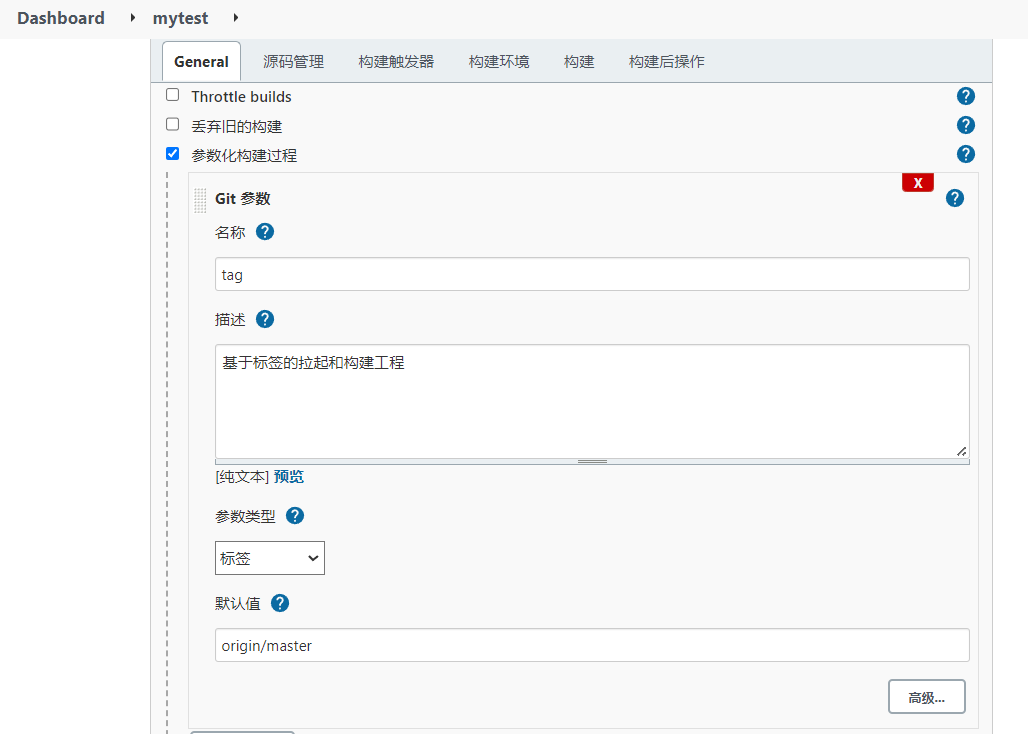 Dashboard mytest
General 源码管理 构建触发器 构建环境 构建 构建后操作
Throttle builds ?
丢弃旧的构建 ?
参数化构建过程 ?
X
Git 参数 ?
名称 ?
tag
描述 ?
基于标签的拉起和构建工程
[纯文本] 预览
参数类型 ?
标签
默认值 ?
origin/master
高级...